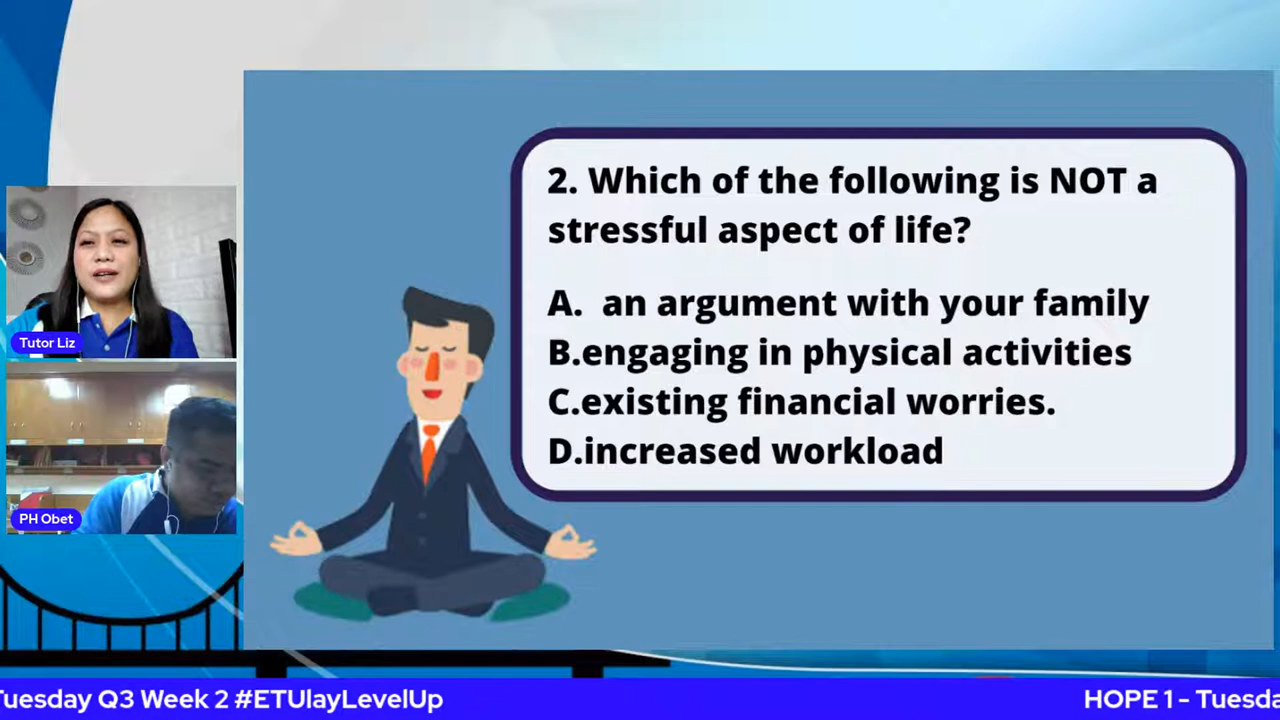 2. Which of the following is NOT a
stressful aspect of life?
A. an argument with your family
B.engaging in physical activities
C.existing financial worries.
D.increased workload
Tutor Liz
PH Obet
Tuesday Q3 Week 2 #ETUlayLevelUp
HOPE 1 - Tuesda